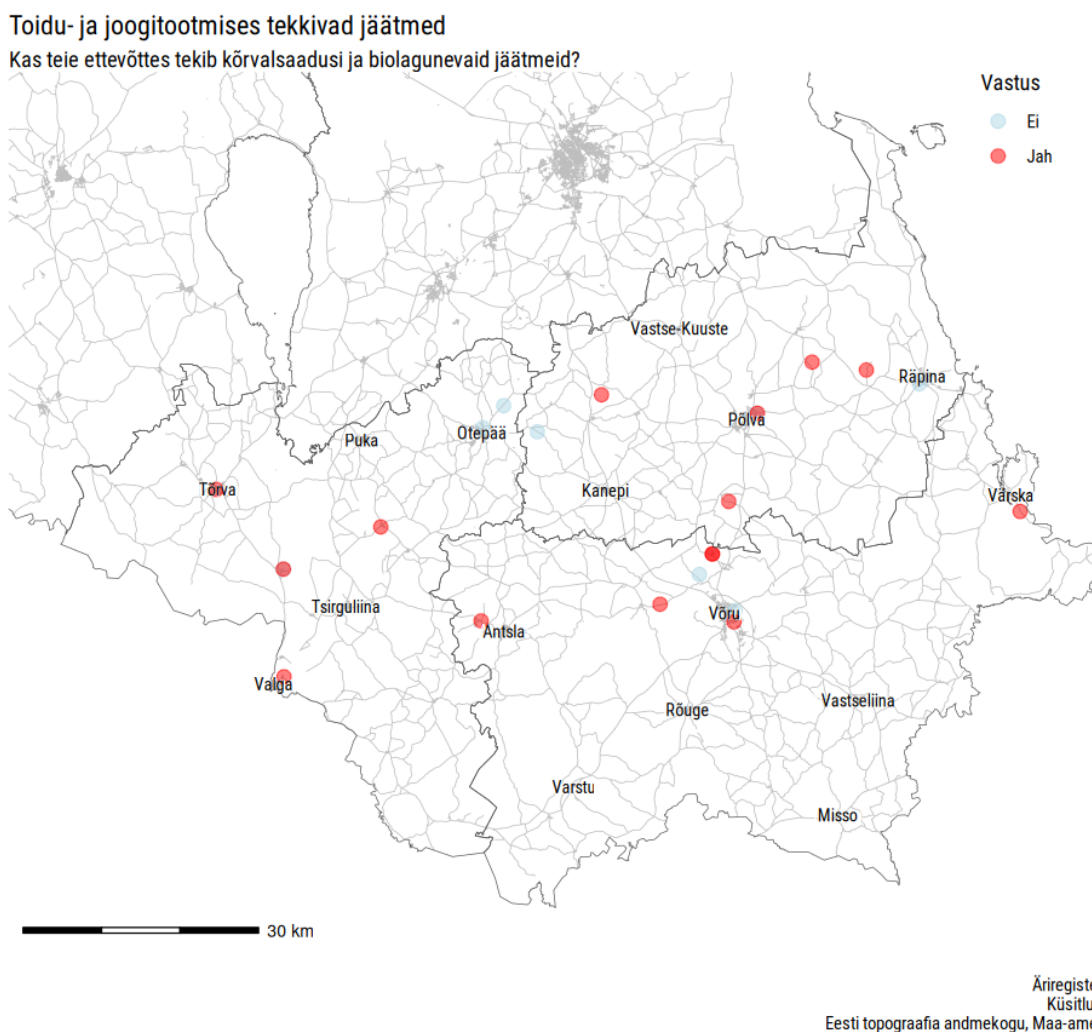 Toidu- ja joogitootmises tekkivad jäätmed
Kas teie ettevõttes tekib kõrvalsaadusi ja biolagunevaid jäätmeid?
Vastus
Ei
Jah
Vastse-Kuuste
Räpina
Põlva
Otepää
Puka
Tõrva
Kanepi
Värska
Tsirguliina
Võru
Antsla
Valga
Vastseliina
Rõuge
Varstu
Misso
30 km
Äriregiste
Küsitlu
Eesti topograafia andmekogu, Maa-ame